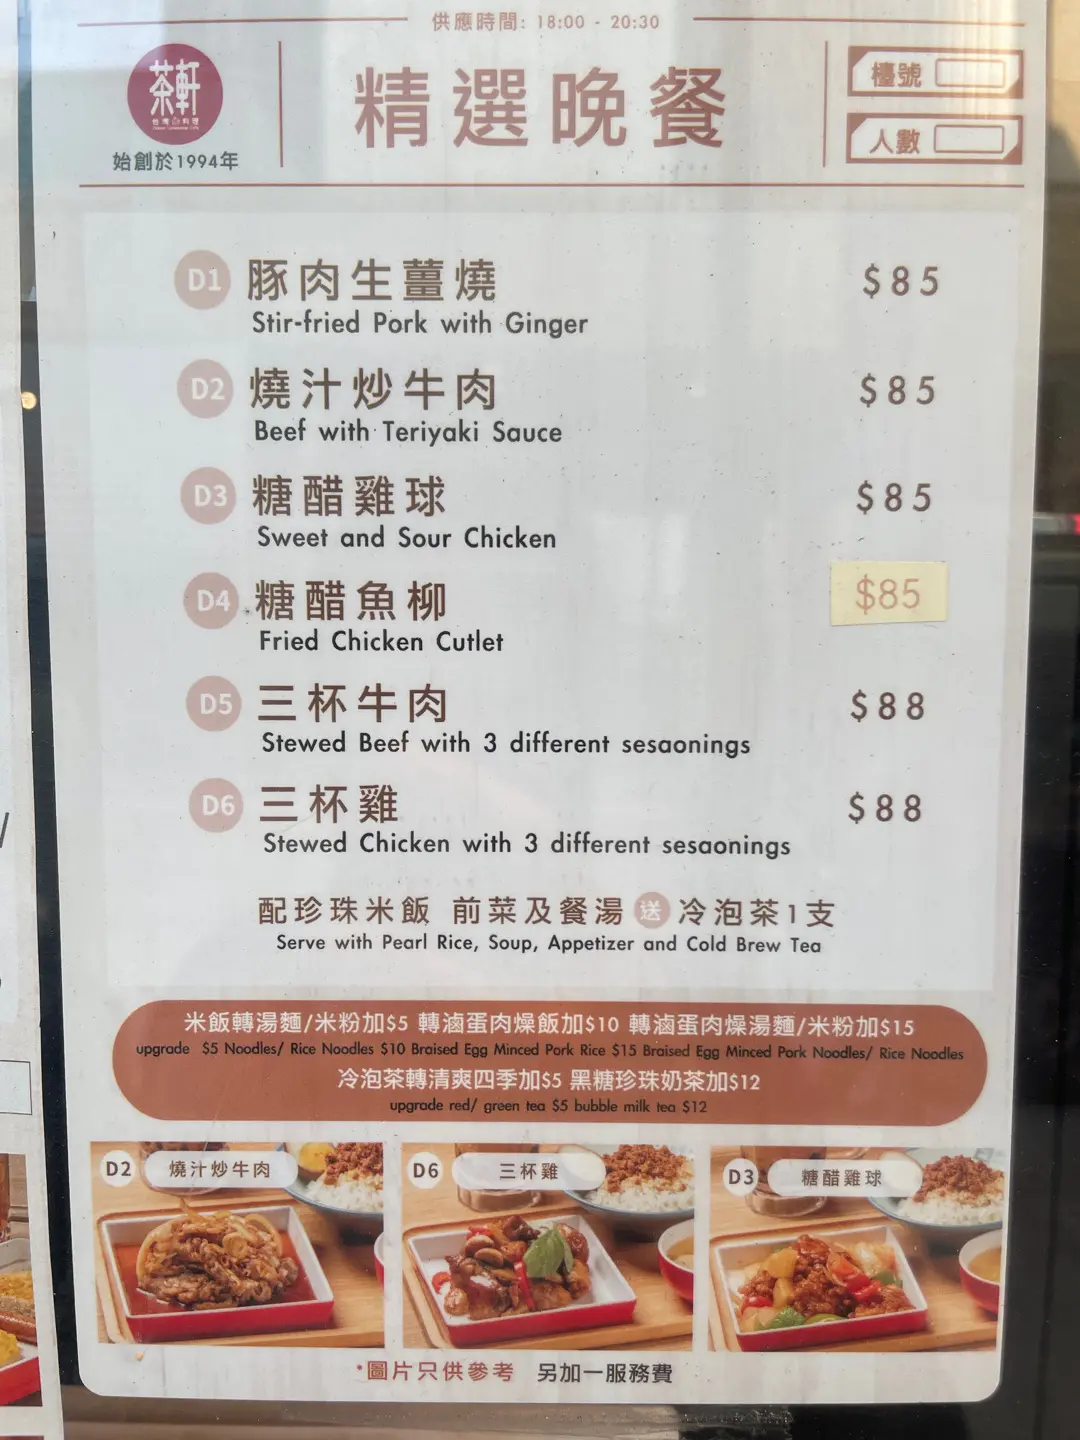 供應時間: 18:00 - 20:30
茶軒
始創於1994年
精選晚餐
檯號
人數
D1 豚肉生薑燒 $85
Stir-fried Pork with Ginger
D2 燒汁炒牛肉 $85
Beef with Teriyaki Sauce
D3 糖醋雞球 $85
Sweet and Sour Chicken
D4 糖醋魚柳 $85
Fried Chicken Cutlet
D5 三杯牛肉 $88
Stewed Beef with 3 different sesaonings
D6 三杯雞 $88
Stewed Chicken with 3 different sesaonings
配珍珠米飯 前菜及餐湯 送 冷泡茶1支
Serve with Pearl Rice, Soup, Appetizer and Cold Brew Tea
米飯轉湯麵/米粉加$5 轉滷蛋肉燥飯加$10 轉滷蛋肉燥湯麵/米粉加$15
upgrade $5 Noodles/ Rice Noodles $10 Braised Egg Minced Pork Rice $15 Braised Egg Minced Pork Noodles/ Rice Noodles
冷泡茶轉清爽四季加$5 黑糖珍珠奶茶加$12
upgrade red/ green tea $5 bubble milk tea $12
D2 燒汁炒牛肉
D6 三杯雞
D3 糖醋雞球
*圖片只供參考 另加一服務費